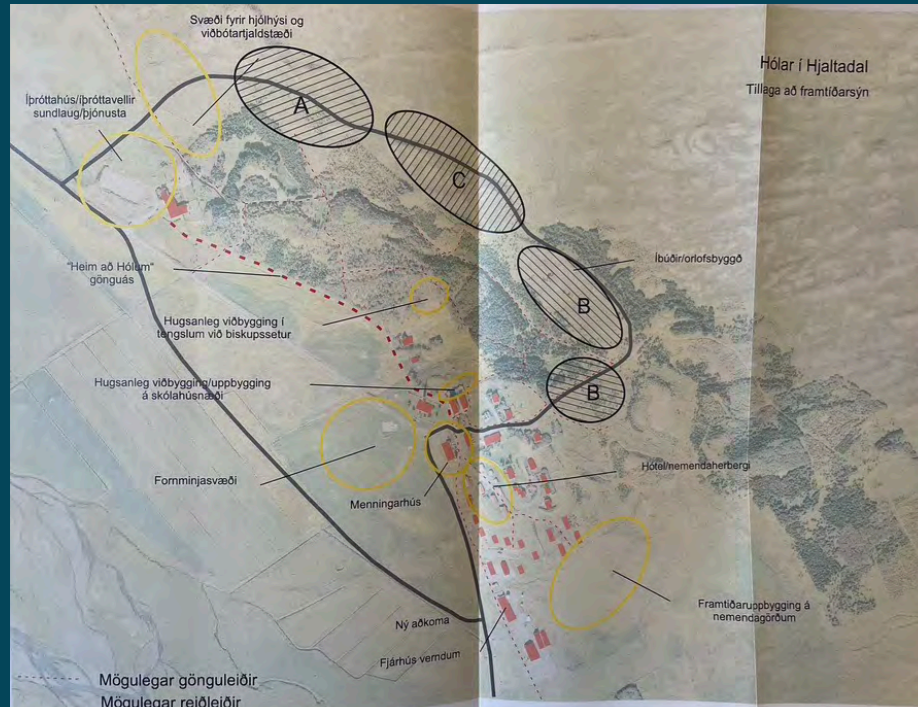 Svæði fyrir hjólhýsi og
viðbótartjaldstæði
Hólar í Hjaltadal
Tillaga að framtíðarsýn
Íþróttahús/íþróttavellir
sundlaug/þjónusta
A
C
"Heim að Hólum"
gönguás
Íbúðir/orlofsbyggð
B
Hugsanleg viðbygging í
tengslum við biskupssetur
Hugsanleg viðbygging/uppbygging
á skólahúsnæði
B
Fornminjasvæði
Menningarhús
Hótel/nemendaherbergi
Framtíðaruppbygging á
nemendagörðum
Ný aðkoma
Fjárhús verndum
Mögulegar gönguleiðir
Mögulegar reiðleiðir